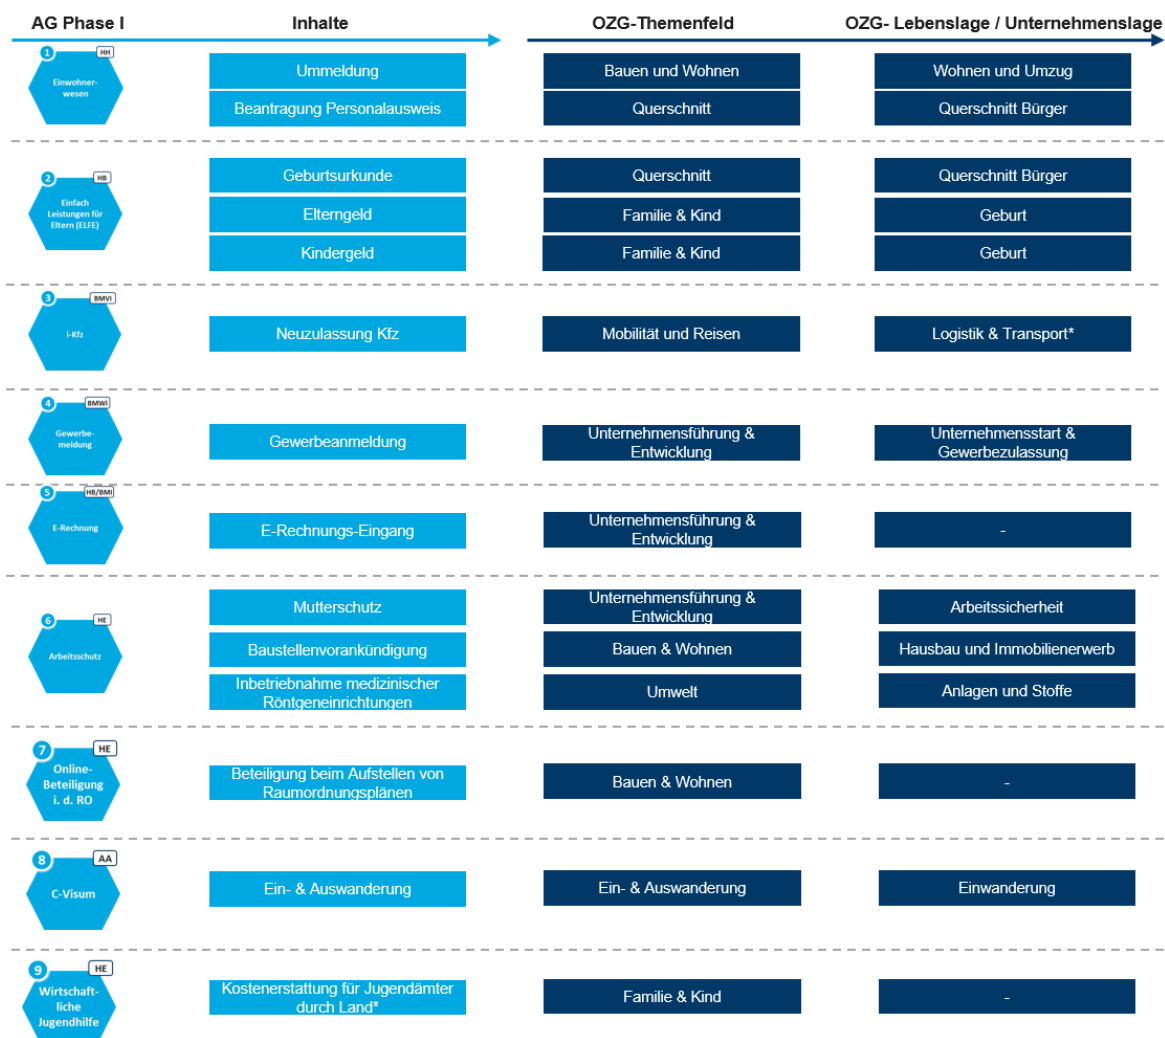 AG Phase I
Inhalte
OZG-Themenfeld
OZG- Lebenslage / Unternehmenslage
1
HH
Einwohner-
wesen
Ummeldung
Bauen und Wohnen
Wohnen und Umzug
Beantragung Personalausweis
Querschnitt
Querschnitt Bürger
2
HB
Einfach
Leistungen für
Eltern (ELFE)
Geburtsurkunde
Querschnitt
Querschnitt Bürger
Elterngeld
Familie & Kind
Geburt
Kindergeld
Familie & Kind
Geburt
3
BMVI
i-Kfz
Neuzulassung Kfz
Mobilität und Reisen
Logistik & Transport*
4
BMWi
Gewerbe-
meldung
Gewerbeanmeldung
Unternehmensführung &
Entwicklung
Unternehmensstart &
Gewerbezulassung
5
HB/BMI
E-Rechnung
E-Rechnungs-Eingang
Unternehmensführung &
Entwicklung
-
6
HE
Arbeitsschutz
Mutterschutz
Unternehmensführung &
Entwicklung
Arbeitssicherheit
Baustellenvorankündigung
Bauen & Wohnen
Hausbau und Immobilienerwerb
Inbetriebnahme medizinischer
Röntgeneinrichtungen
Umwelt
Anlagen und Stoffe
7
HE
Online-
Beteiligung
i. d. RO
Beteiligung beim Aufstellen von
Raumordnungsplänen
Bauen & Wohnen
-
8
AA
C-Visum
Ein- & Auswanderung
Ein- & Auswanderung
Einwanderung
9
HE
Wirtschaft-
liche
Jugendhilfe
Kostenerstattung für Jugendämter
durch Land*
Familie & Kind
-